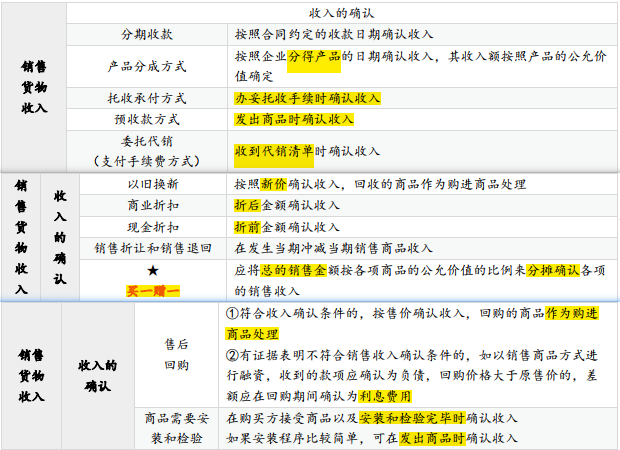 收入的确认
销售
货物
收入
分期收款
按照合同约定的收款日期确认收入
产品分成方式
按照企业分得产品的日期确认收入，其收入额按照产品的公允价
值确定
托收承付方式
办妥托收手续时确认收入
预收款方式
发出商品时确认收入
委托代销
（支付手续费方式）
收到代销清单时确认收入
销
售
货
物
收
入
收
入
的
确
认
以旧换新
按照新价确认收入，回收的商品作为购进商品处理
商业折扣
折后金额确认收入
现金折扣
折前金额确认收入
销售折让和销售退回
在发生当期冲减当期销售商品收入
★
买一赠一
应将总的销售金额按各项商品的公允价值的比例来分摊确认各项
的销售收入
销售
货物
收入
收入的
确认
售后
回购
①符合收入确认条件的，按售价确认收入，回购的商品作为购进
商品处理
②有证据表明不符合销售收入确认条件的，如以销售商品方式进
行融资，收到的款项应确认为负债，回购价格大于原售价的，差
额应在回购期间确认为利息费用
商品需要安
装和检验
在购买方接受商品以及安装和检验完毕时确认收入
如果安装程序比较简单，可在发出商品时确认收入